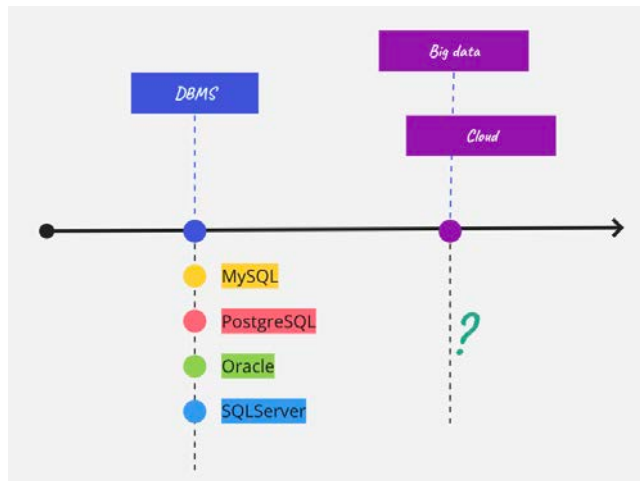 Big data
DBMS
Cloud
MySQL
PostgreSQL
?
Oracle
SQLServer